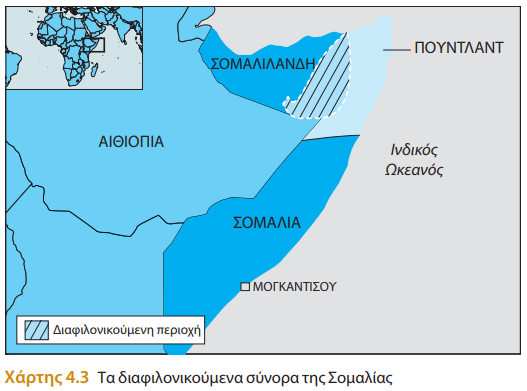 ΣΟΜΑΛΙΛΑΝΔΗ
ΠΟΥΝΤΛΑΝΤ
ΑΙΘΙΟΠΙΑ
Ινδικός
Ωκεανός
ΣΟΜΑΛΙΑ
ΜΟΓΚΑΝΤΙΣΟΥ
Διαφιλονικούμενη περιοχή
Χάρτης 4.3 Τα διαφιλονικούμενα σύνορα της Σομαλίας